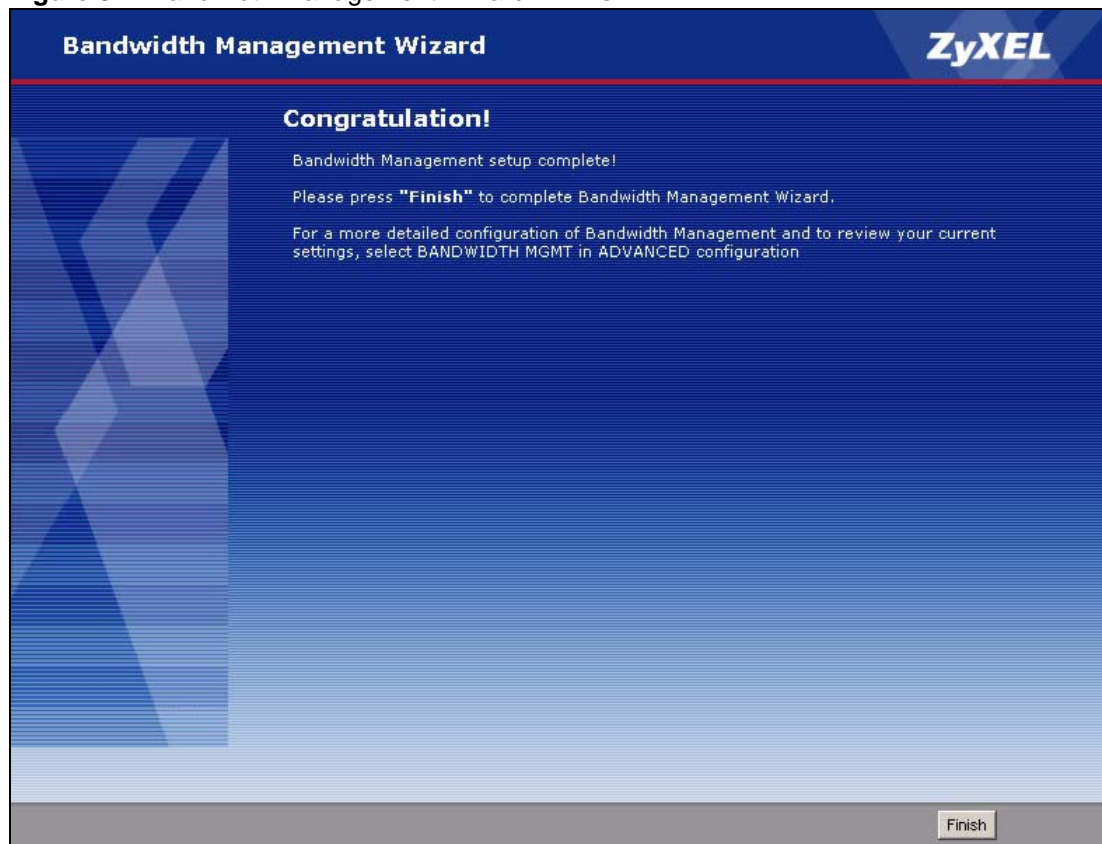 Bandwidth Management Wizard
ZyXEL
Congratulation!
Bandwidth Management setup complete!
Please press "Finish" to complete Bandwidth Management Wizard.
For a more detailed configuration of Bandwidth Management and to review your current
settings, select BANDWIDTH MGMT in ADVANCED configuration
Finish